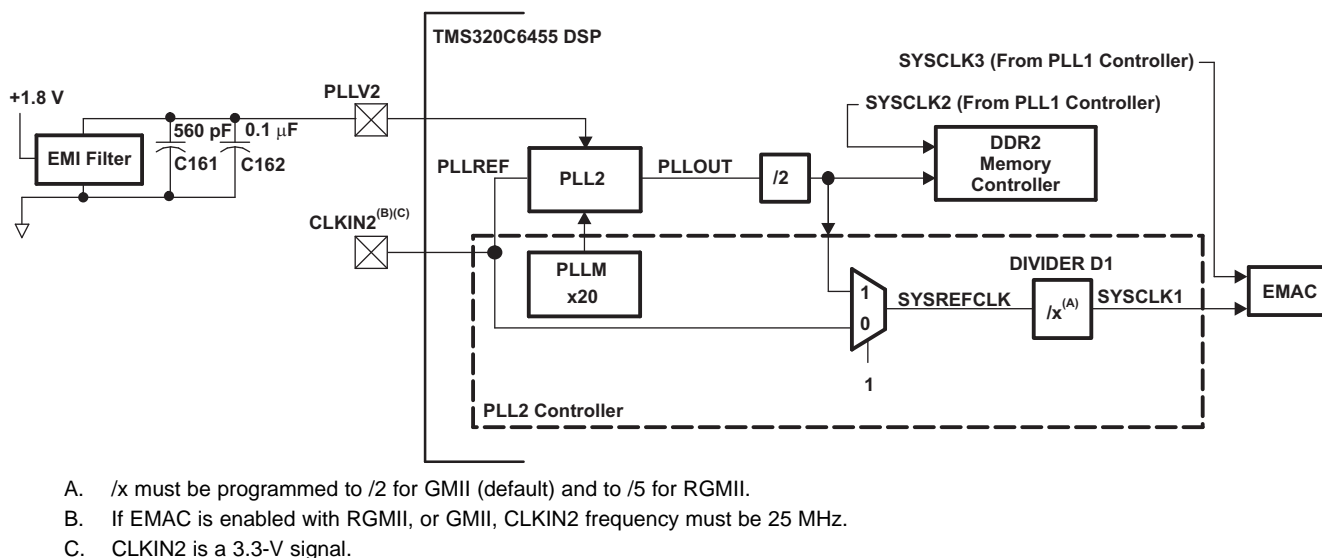 TMS320C6455 DSP
SYSCLK3 (From PLL1 Controller)
+1.8 V
PLLV2
SYSCLK2 (From PLL1 Controller)
560 pF 0.1 μF
EMI Filter
C161 C162
DDR2
Memory
Controller
PLLREF
PLL2
PLLOUT
/2
CLKIN2(B)(C)
PLLM
x20
DIVIDER D1
1
0
SYSREFCLK
/x(A)
SYSCLK1
EMAC
1
PLL2 Controller
A. /x must be programmed to /2 for GMII (default) and to /5 for RGMII.
B. If EMAC is enabled with RGMII, or GMII, CLKIN2 frequency must be 25 MHz.
C. CLKIN2 is a 3.3-V signal.